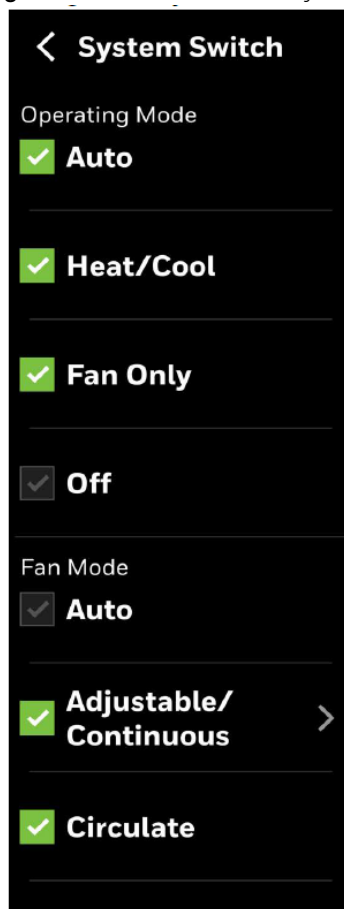 System Switch
Operating Mode
Auto
Heat/Cool
Fan Only
Off
Fan Mode
Auto
Adjustable/
Continuous
Circulate